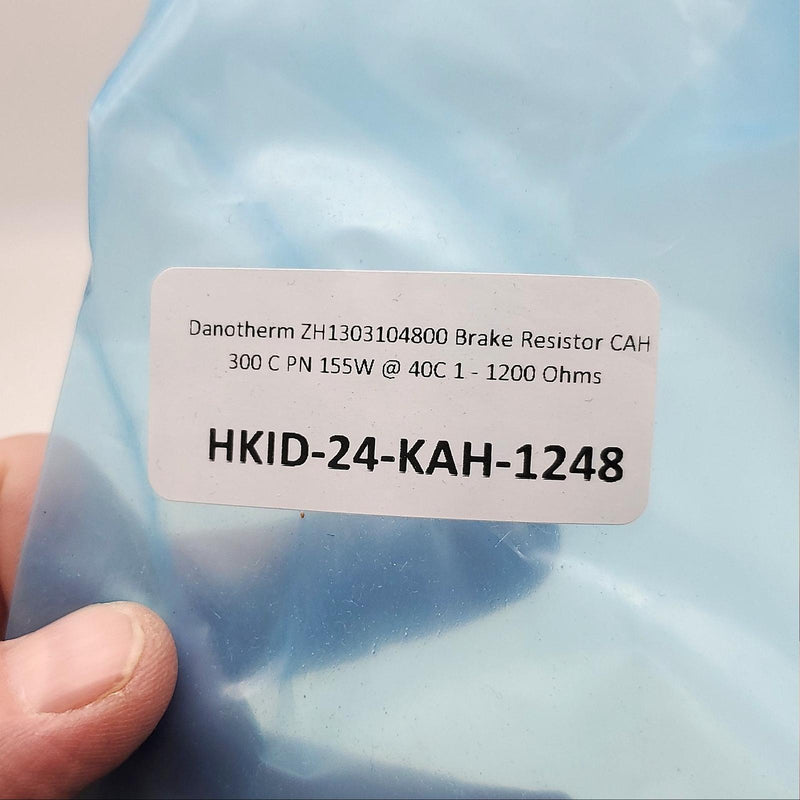 Danotherm ZH1303104800 Brake Resistor CAH
300 C PN 155W @ 40C 1 - 1200 Ohms
HKID-24-KAH-1248